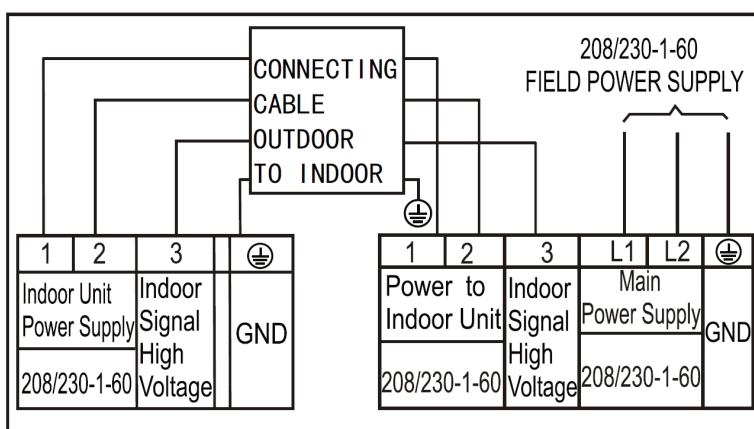 CONNECTING
CABLE
OUTDOOR
TO INDOOR
208/230-1-60
FIELD POWER SUPPLY
1 2 3
Indoor Unit
Power Supply
208/230-1-60
Indoor
Signal
High
Voltage
GND
1 2 3 L1 L2
Power to
Indoor Unit
208/230-1-60
Indoor
Signal
High
Voltage
Main
Power Supply
208/230-1-60
GND